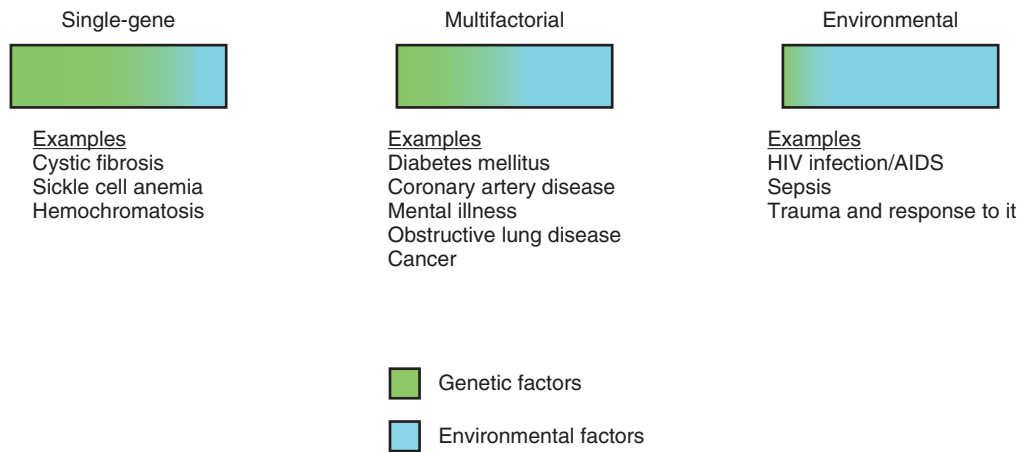 Single-gene
Examples
Cystic fibrosis
Sickle cell anemia
Hemochromatosis
Multifactorial
Examples
Diabetes mellitus
Coronary artery disease
Mental illness
Obstructive lung disease
Cancer
Environmental
Examples
HIV infection/AIDS
Sepsis
Trauma and response to it
Genetic factors
Environmental factors